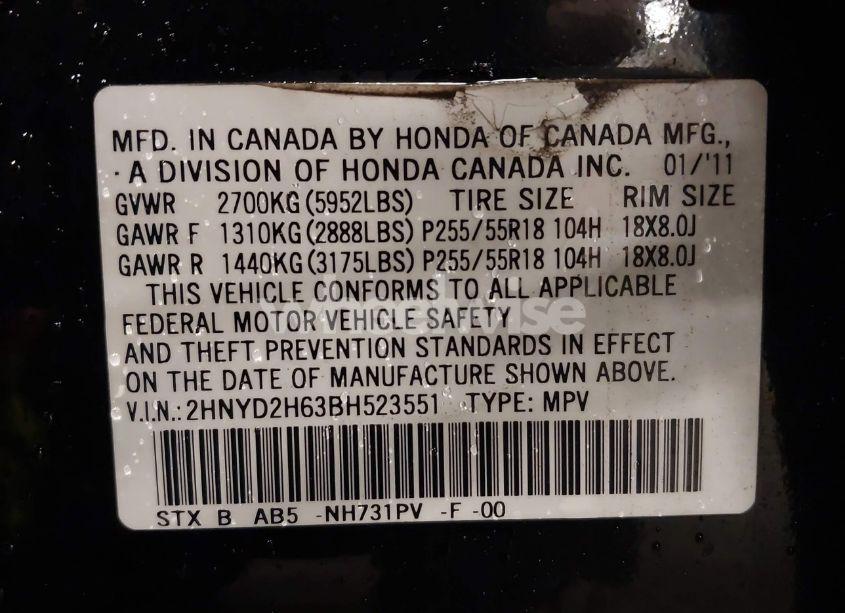 MFD. IN CANADA BY HONDA OF CANADA MFG.,
A DIVISION OF HONDA CANADA INC. 01/'11
GVWR 2700KG (5952LBS) TIRE SIZE RIM SIZE
GAWR F 1310KG (2888LBS) P255/55R18 104H 18X8.0J
GAWR R 1440KG (3175LBS) P255/55R18 104H 18X8.0J
THIS VEHICLE CONFORMS TO ALL APPLICABLE
FEDERAL MOTOR VEHICLE SAFETY
AND THEFT PREVENTION STANDARDS IN EFFECT
ON THE DATE OF MANUFACTURE SHOWN ABOVE.
V.I.N.: 2HNYD2H63BH523551 TYPE: MPV
STX B AB5 -NH731PV -F -00